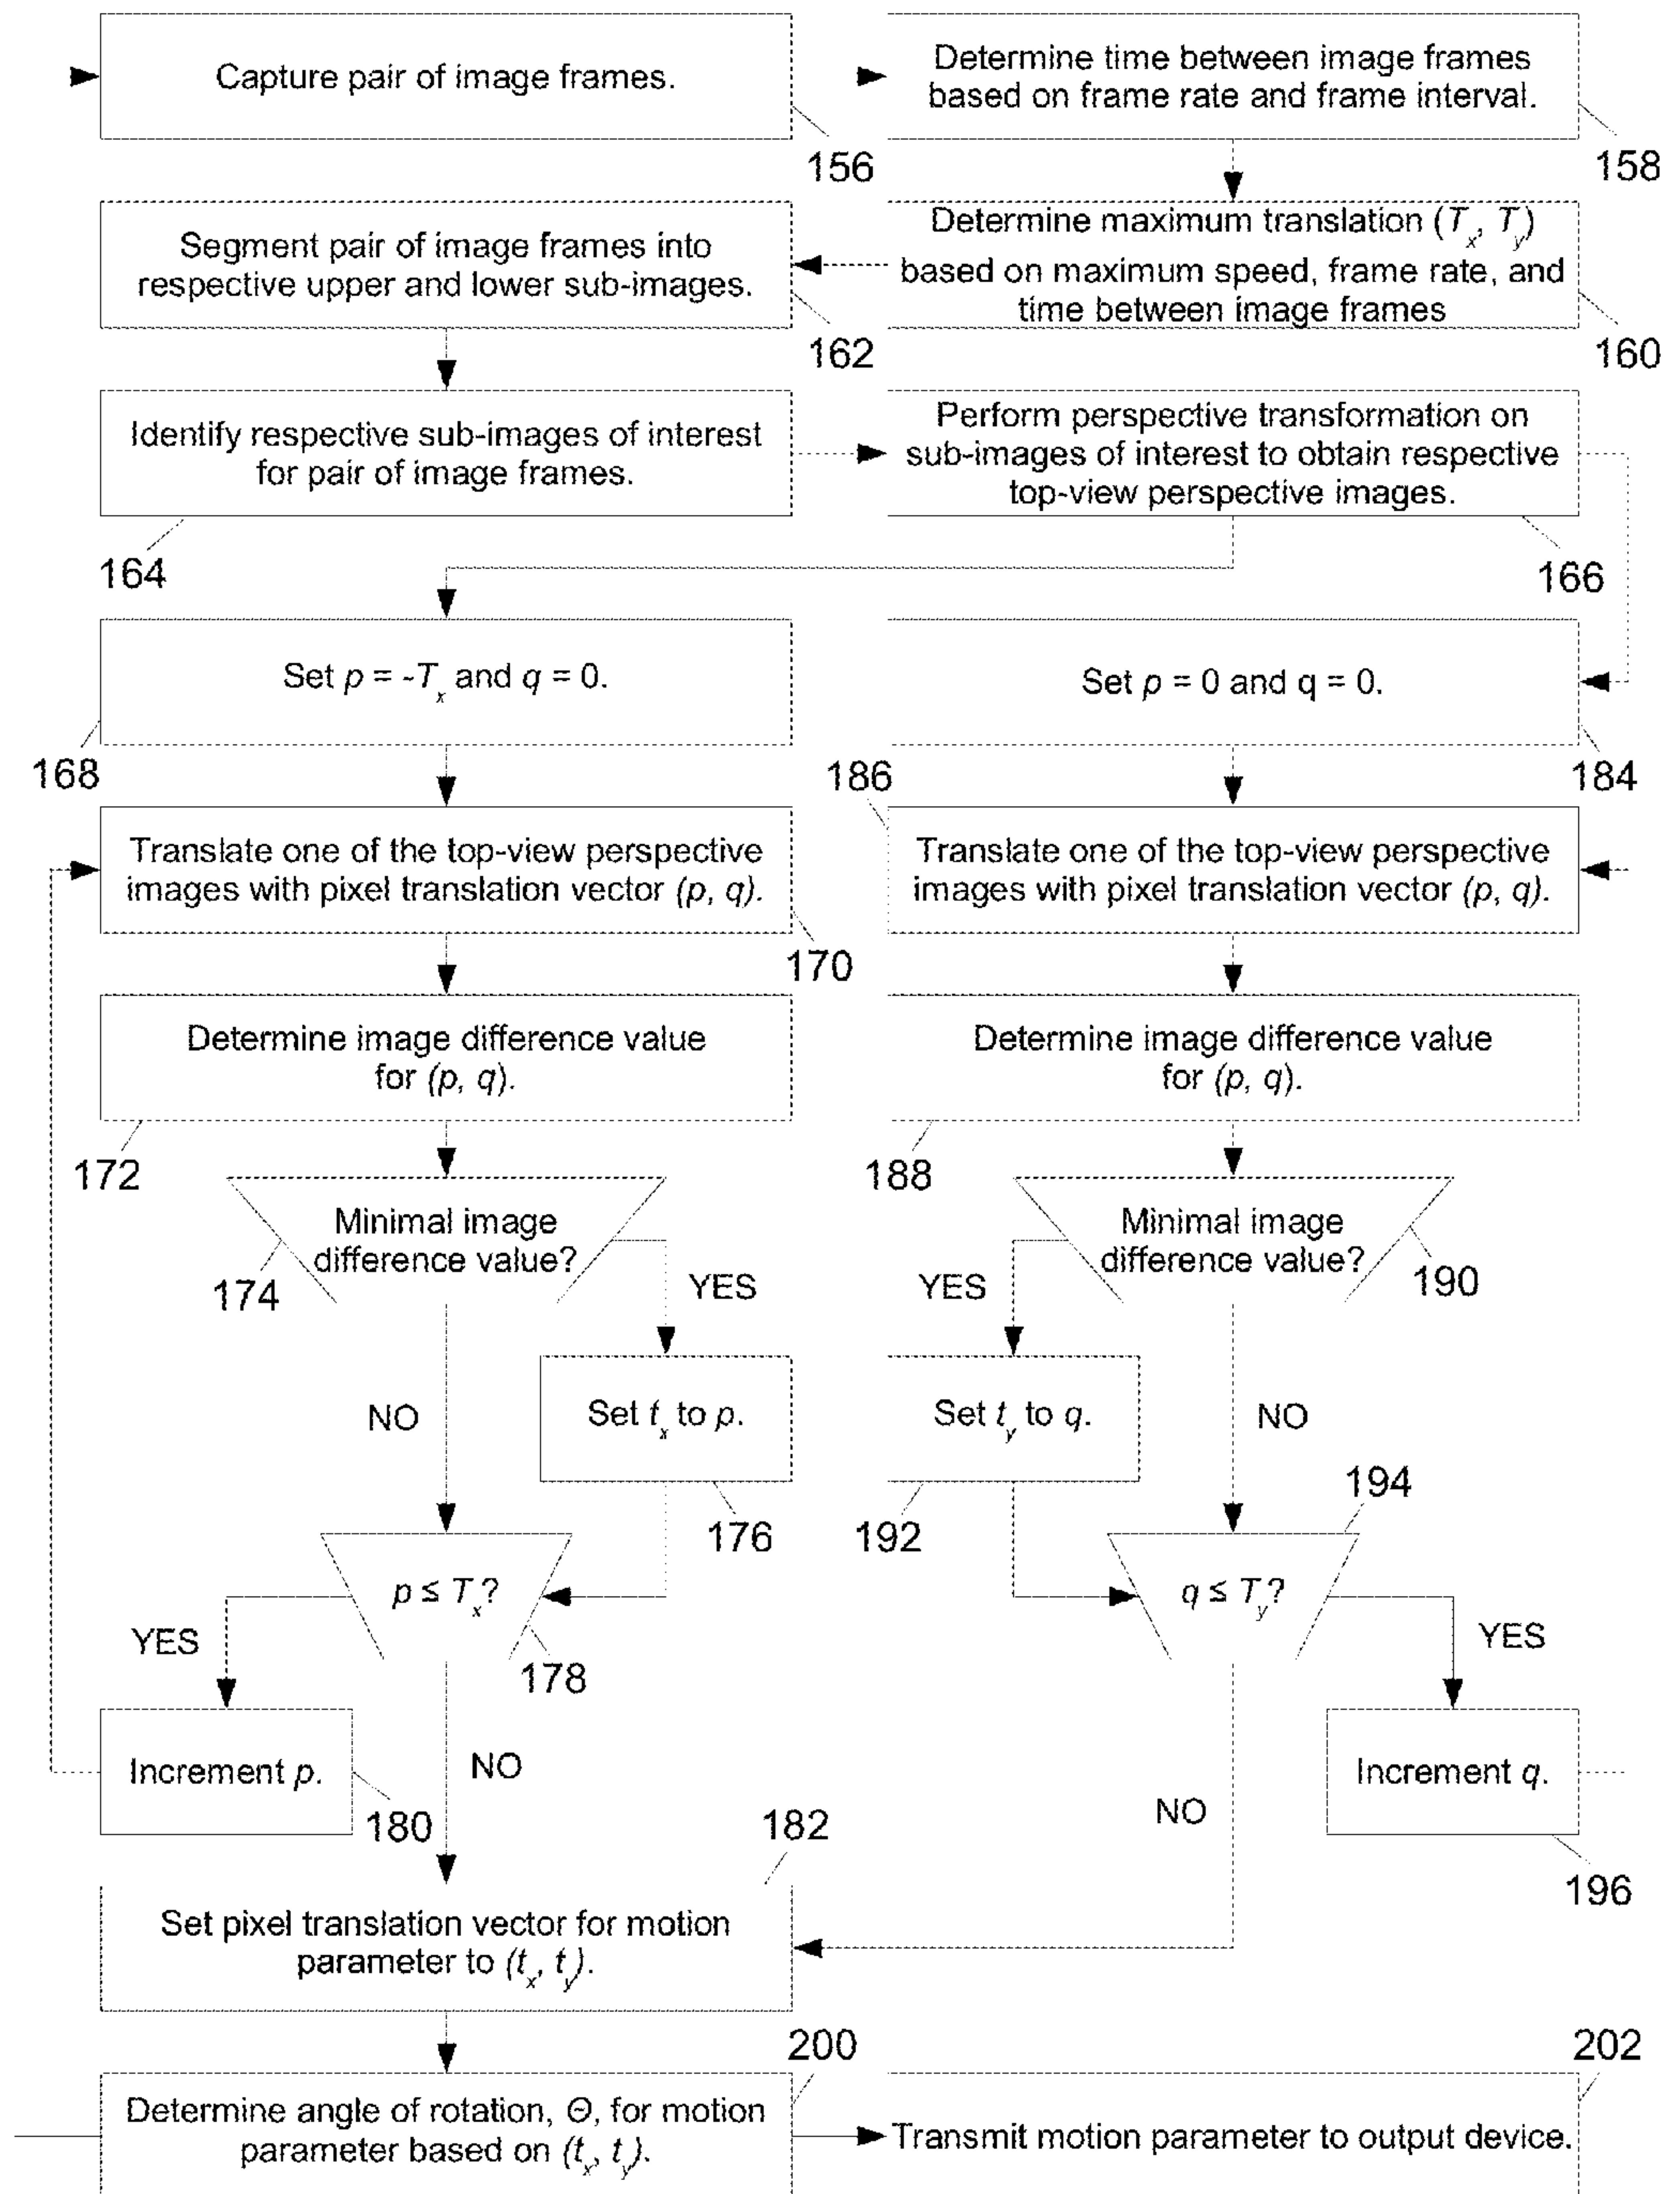 Capture pair of image frames.
156
Determine time between image frames
based on frame rate and frame interval.
158
Determine maximum translation (Tx, Ty)
based on maximum speed, frame rate, and
time between image frames
160
Segment pair of image frames into
respective upper and lower sub-images.
162
Identify respective sub-images of interest
for pair of image frames.
164
Perform perspective transformation on
sub-images of interest to obtain respective
top-view perspective images.
166
Set p = -Tx and q = 0.
168
Set p = 0 and q = 0.
184
Translate one of the top-view perspective
images with pixel translation vector (p, q).
170
186
Translate one of the top-view perspective
images with pixel translation vector (p, q).
Determine image difference value
for (p, q).
172
Determine image difference value
for (p, q).
188
Minimal image
difference value?
174
YES
NO
Minimal image
difference value?
190
YES
NO
Set tx to p.
176
Set ty to q.
192
p ≤ Tx?
178
YES
NO
194
q ≤ Ty?
YES
NO
Increment p.
180
Increment q.
196
182
Set pixel translation vector for motion
parameter to (tx, ty).
200
Determine angle of rotation, Θ, for motion
parameter based on (tx, ty).
202
Transmit motion parameter to output device.